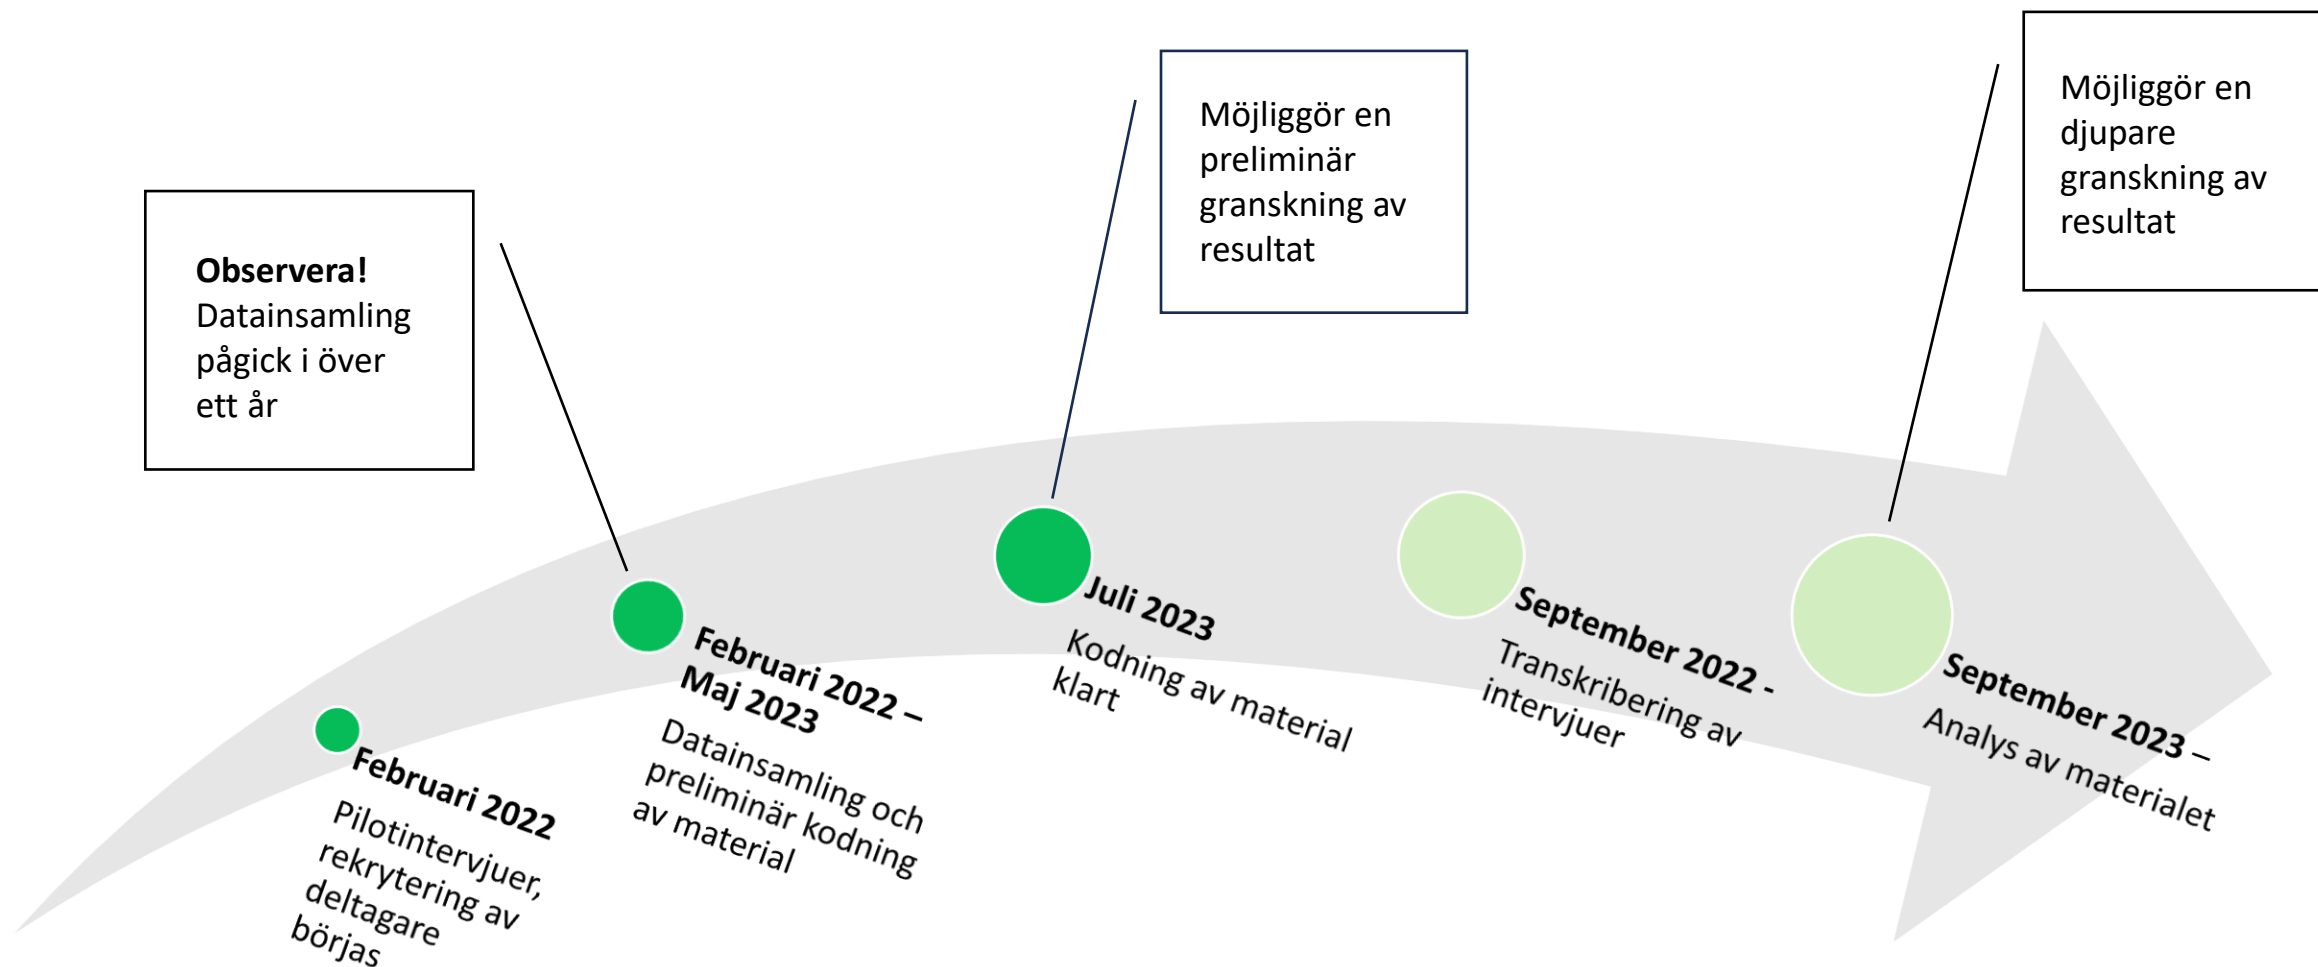 Observera!
Datainsamling
pågick i över
ett år
Möjliggör en
preliminär
granskning av
resultat
Möjliggör en
djupare
granskning av
resultat
Februari 2022
Pilotintervjuer,
rekrytering av
deltagare
börjas
Februari 2022 –
Maj 2023
Datainsamling och
preliminär kodning
av material
Juli 2023
Kodning av material
klart
September 2022 -
Transkribering av
intervjuer
September 2023 –
Analys av materialet